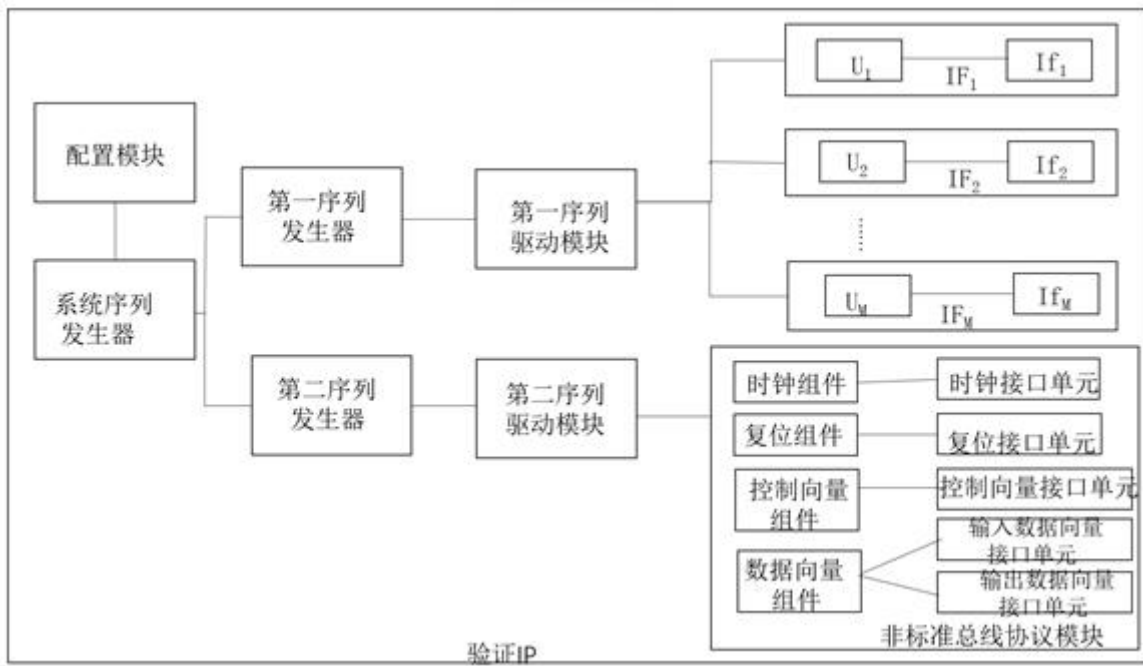 配置模块
系统序列
发生器
第一序列
发生器
第一序列
驱动模块
第二序列
发生器
第二序列
驱动模块
U₁
IF₁
If₁
U₂
IF₂
If₂
······
U_M
IF_M
If_M
时钟组件
时钟接口单元
复位组件
复位接口单元
控制向量
组件
控制向量接口单元
数据向量
组件
输入数据向量
接口单元
输出数据向量
接口单元
非标准总线协议模块
验证IP